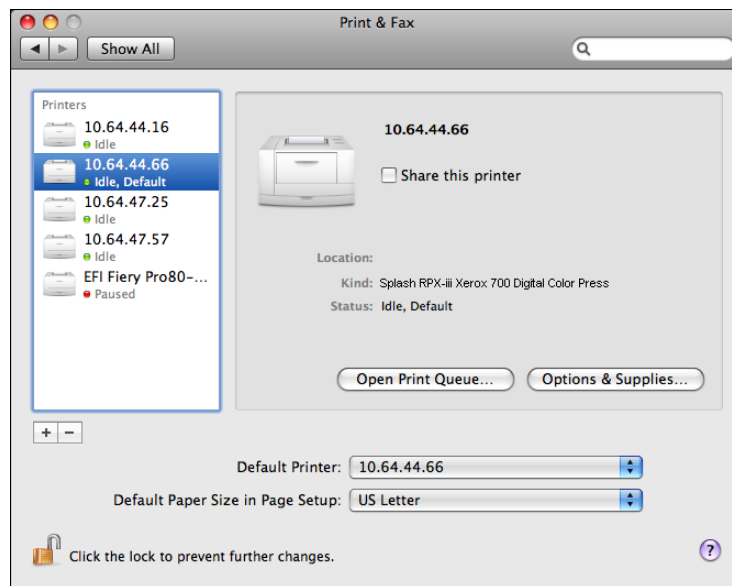 Print & Fax
Show All
Printers
10.64.44.16
Idle
10.64.44.66
Idle, Default
10.64.47.25
Idle
10.64.47.57
Idle
EFI Fiery Pro80-...
Paused
10.64.44.66
Share this printer
Location:
Kind: Splash RPX-iii Xerox 700 Digital Color Press
Status: Idle, Default
Open Print Queue...
Options & Supplies...
+ −
Default Printer: 10.64.44.66
Default Paper Size in Page Setup: US Letter
Click the lock to prevent further changes.
?